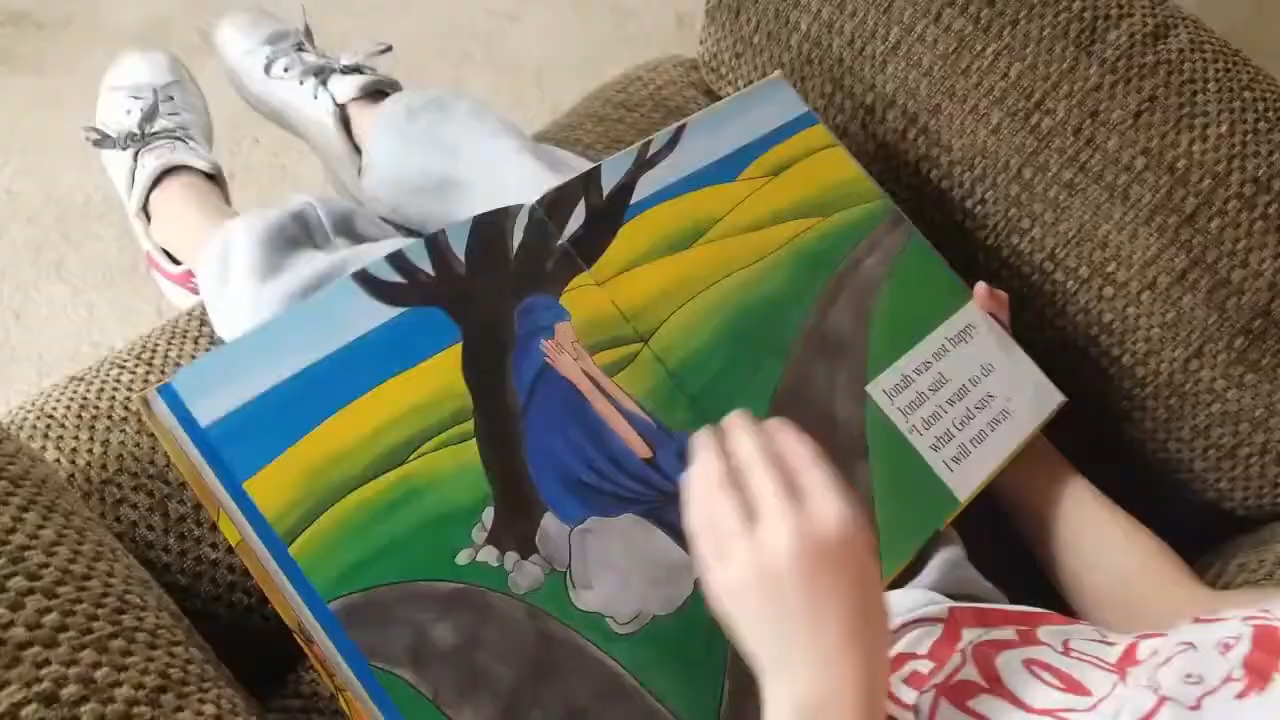 Jonah was not happy.
Jonah said,
"I don't want to do
what God says.
I will run away."